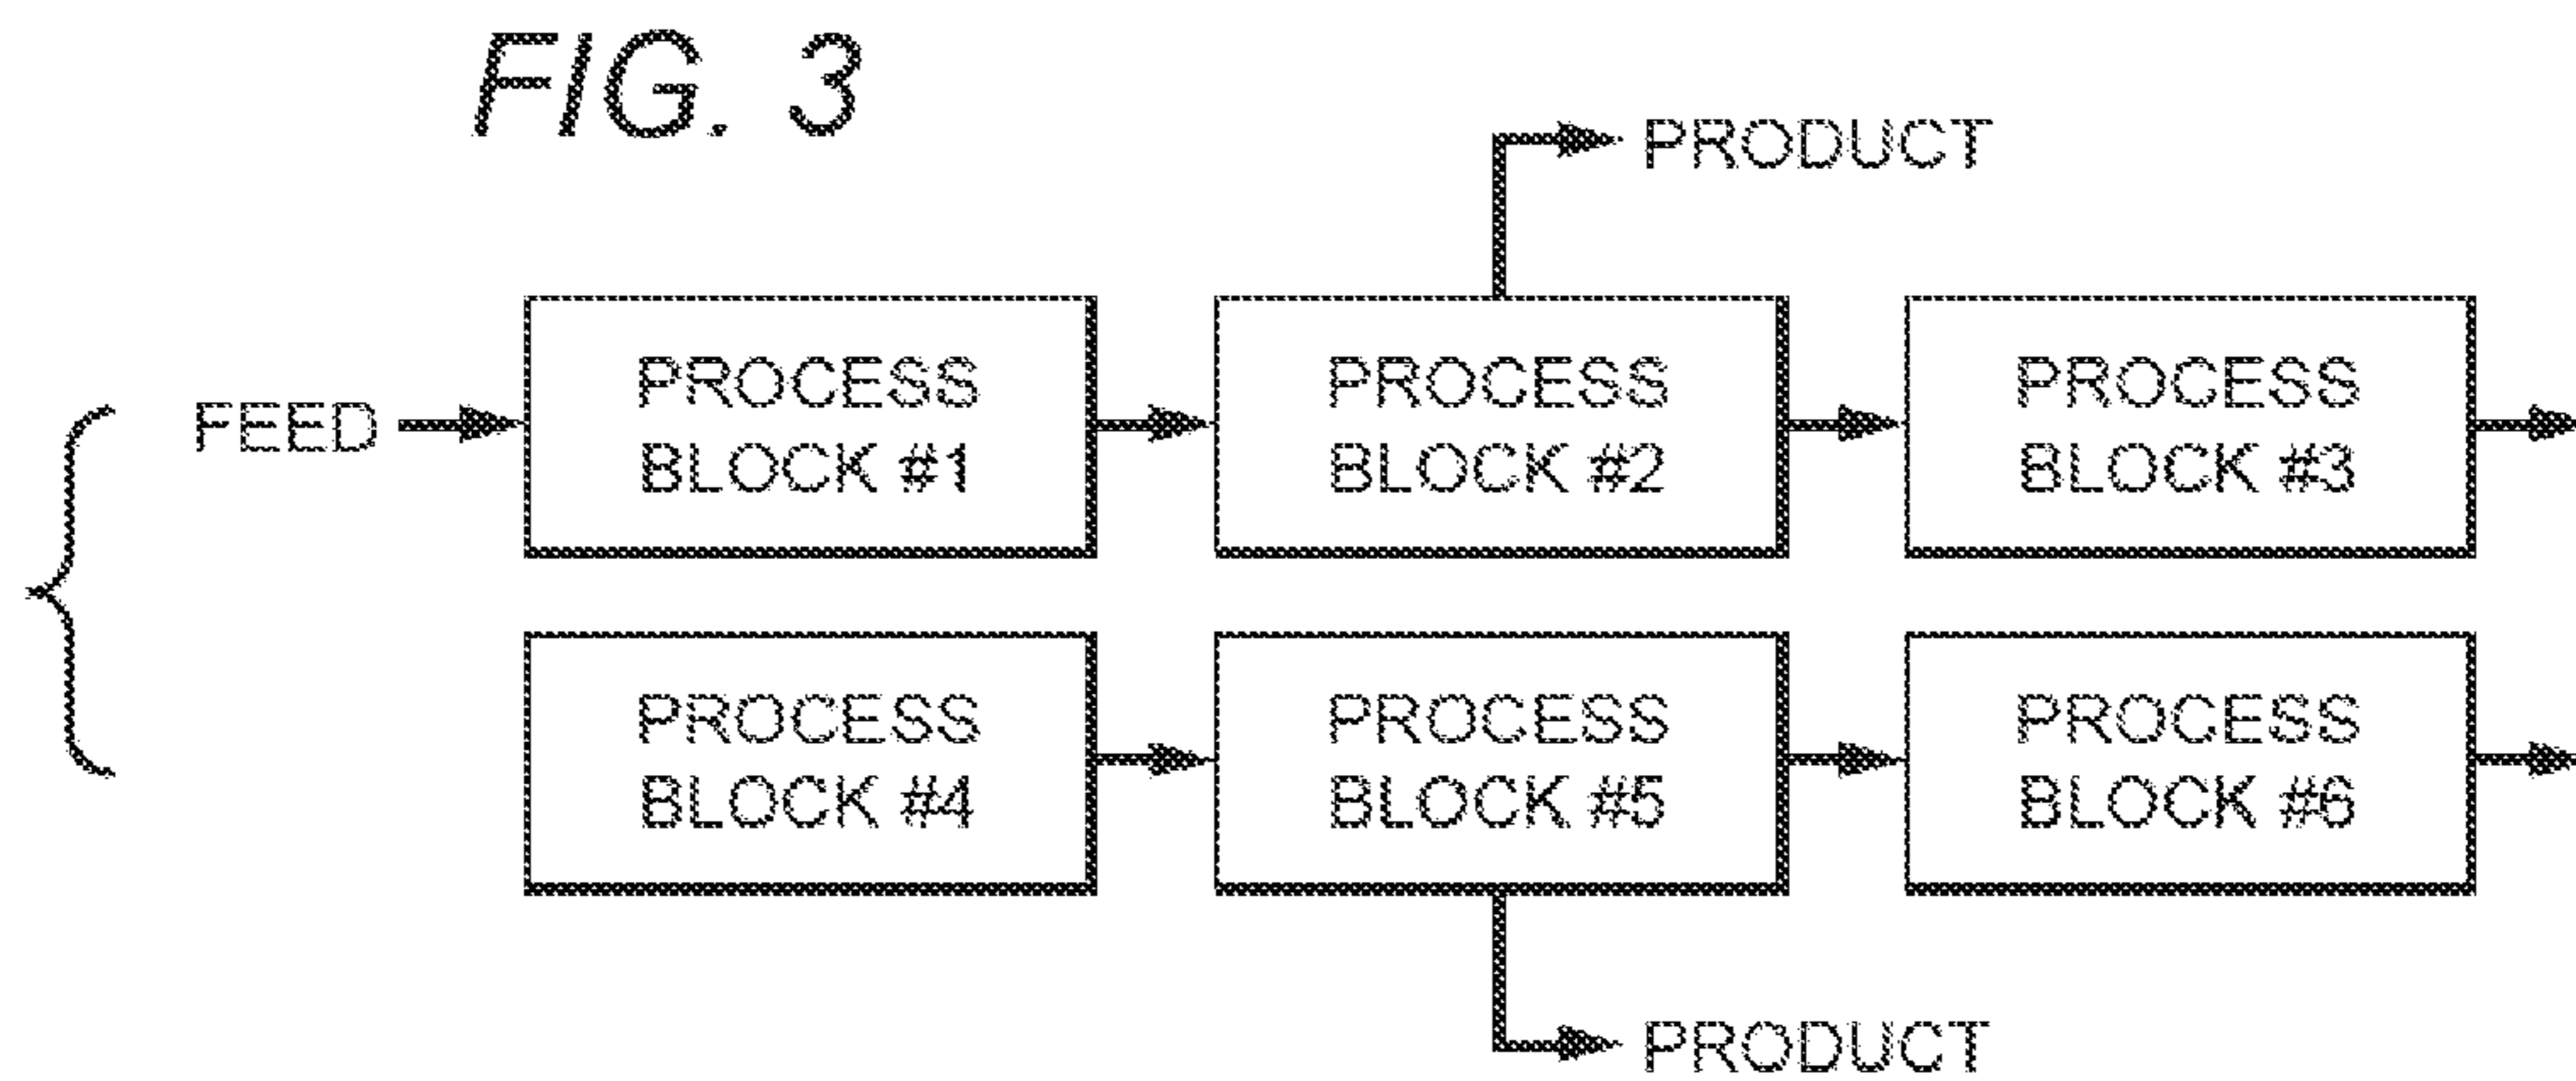 FIG. 3
PRODUCT
FEED
PROCESS
BLOCK #1
PROCESS
BLOCK #2
PROCESS
BLOCK #3
PROCESS
BLOCK #4
PROCESS
BLOCK #5
PROCESS
BLOCK #6
PRODUCT